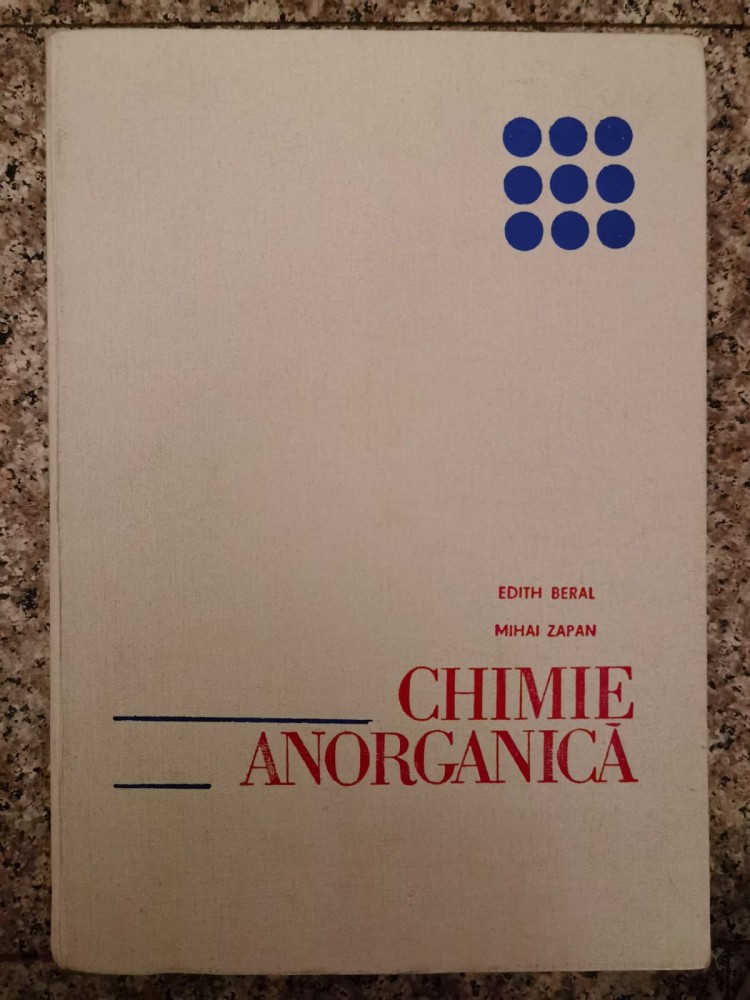 EDITH BERAL
MIHAI ZAPAN
CHIMIE
ANORGANICĂ